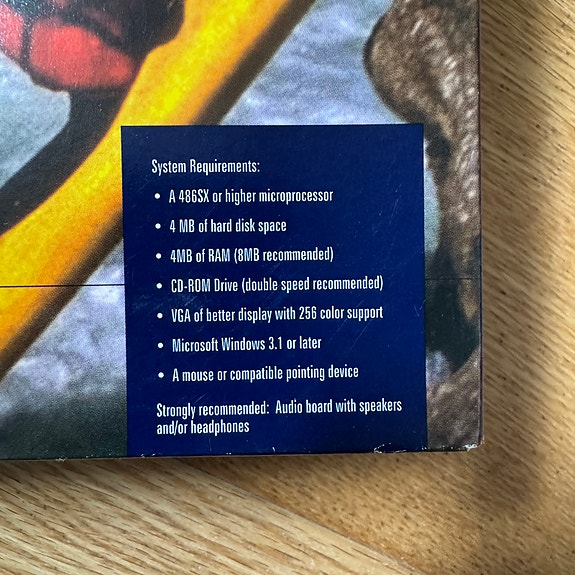 System Requirements:
• A 486SX or higher microprocessor
• 4 MB of hard disk space
• 4MB of RAM (8MB recommended)
• CD-ROM Drive (double speed recommended)
• VGA of better display with 256 color support
• Microsoft Windows 3.1 or later
• A mouse or compatible pointing device
Strongly recommended: Audio board with speakers
and/or headphones